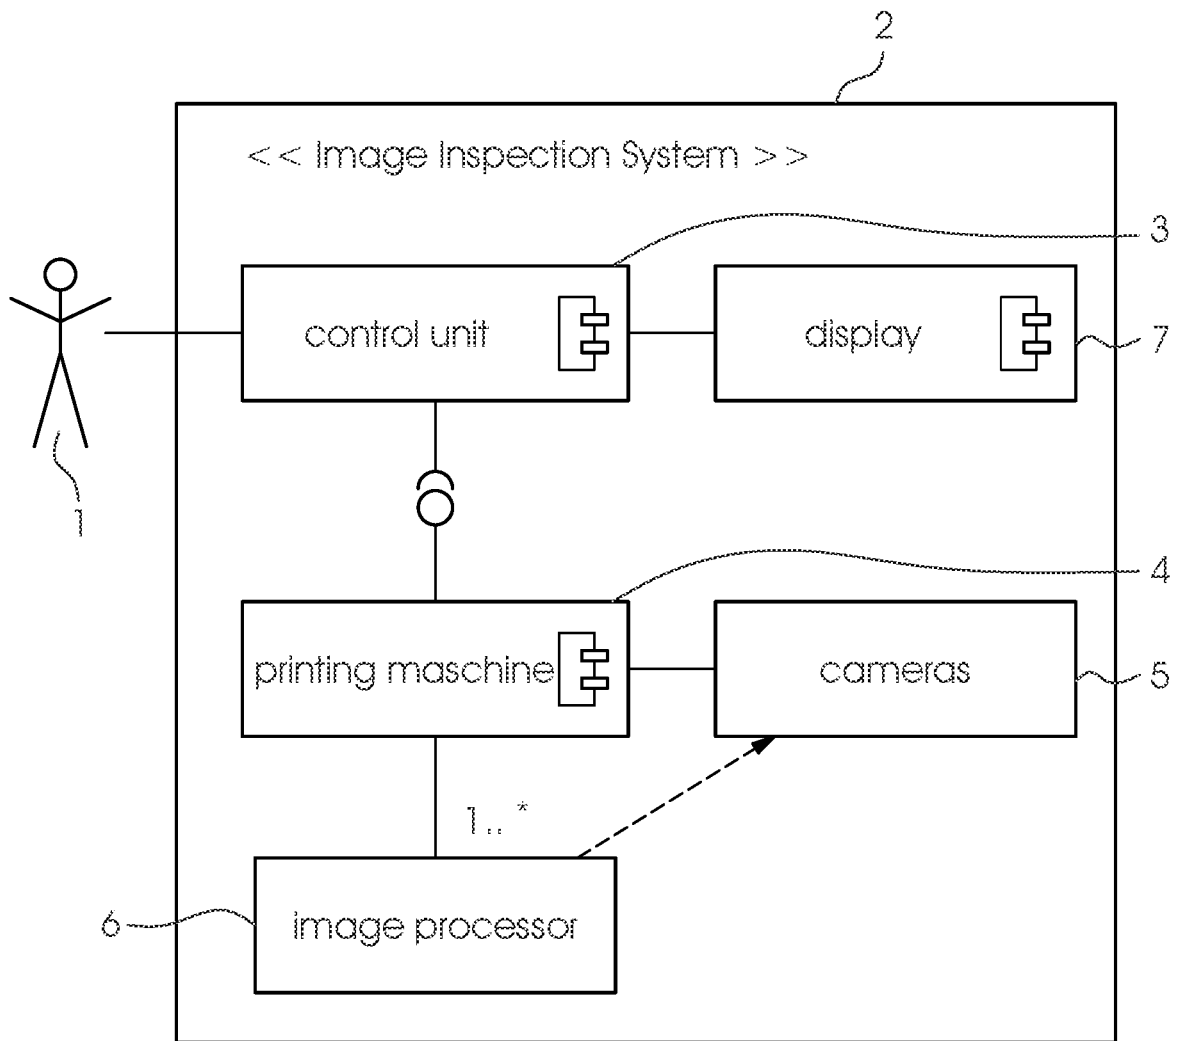 2
<< Image Inspection System >>
3
control unit
display
7
1
4
printing maschine
cameras
5
1.. *
6
image processor